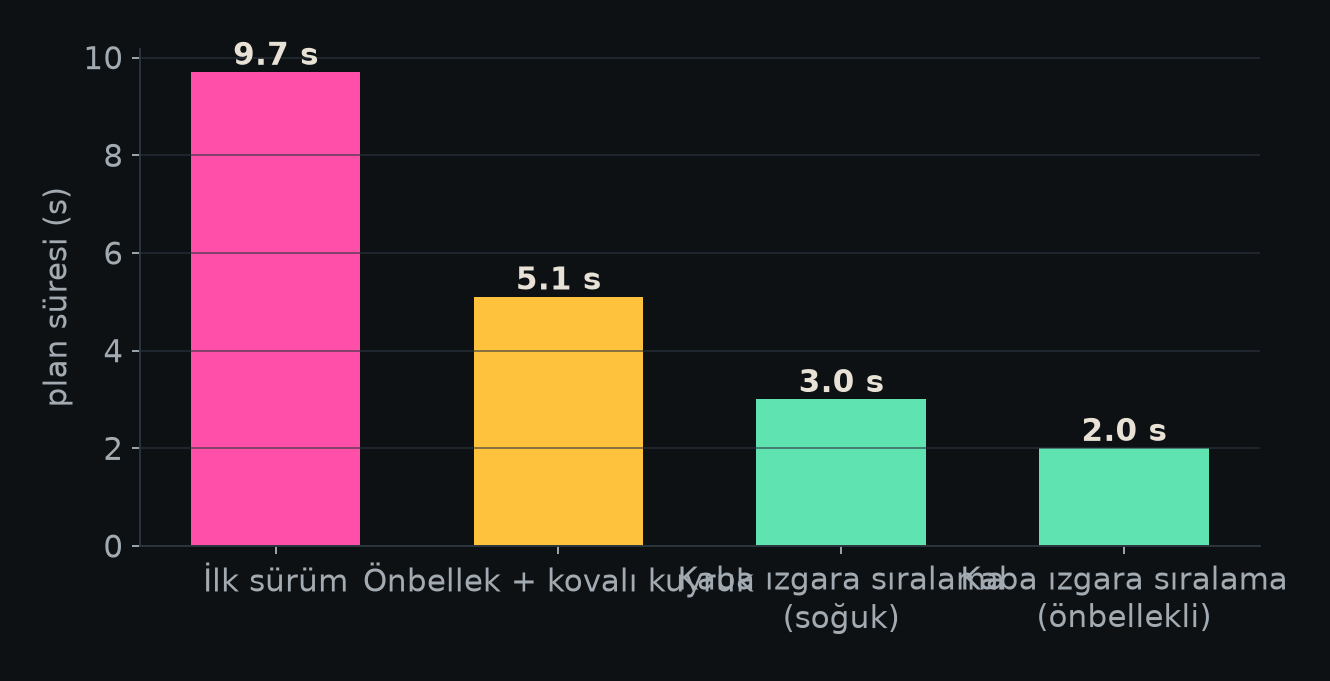 9.7 s
10
8
6
5.1 s
4
3.0 s
2.0 s
2
0
plan süresi (s)
İlk sürüm
Önbellek + kovalı kuyruk
Kaba ızgara sıralama
(soğuk)
Kaba ızgara sıralama
(önbellekli)